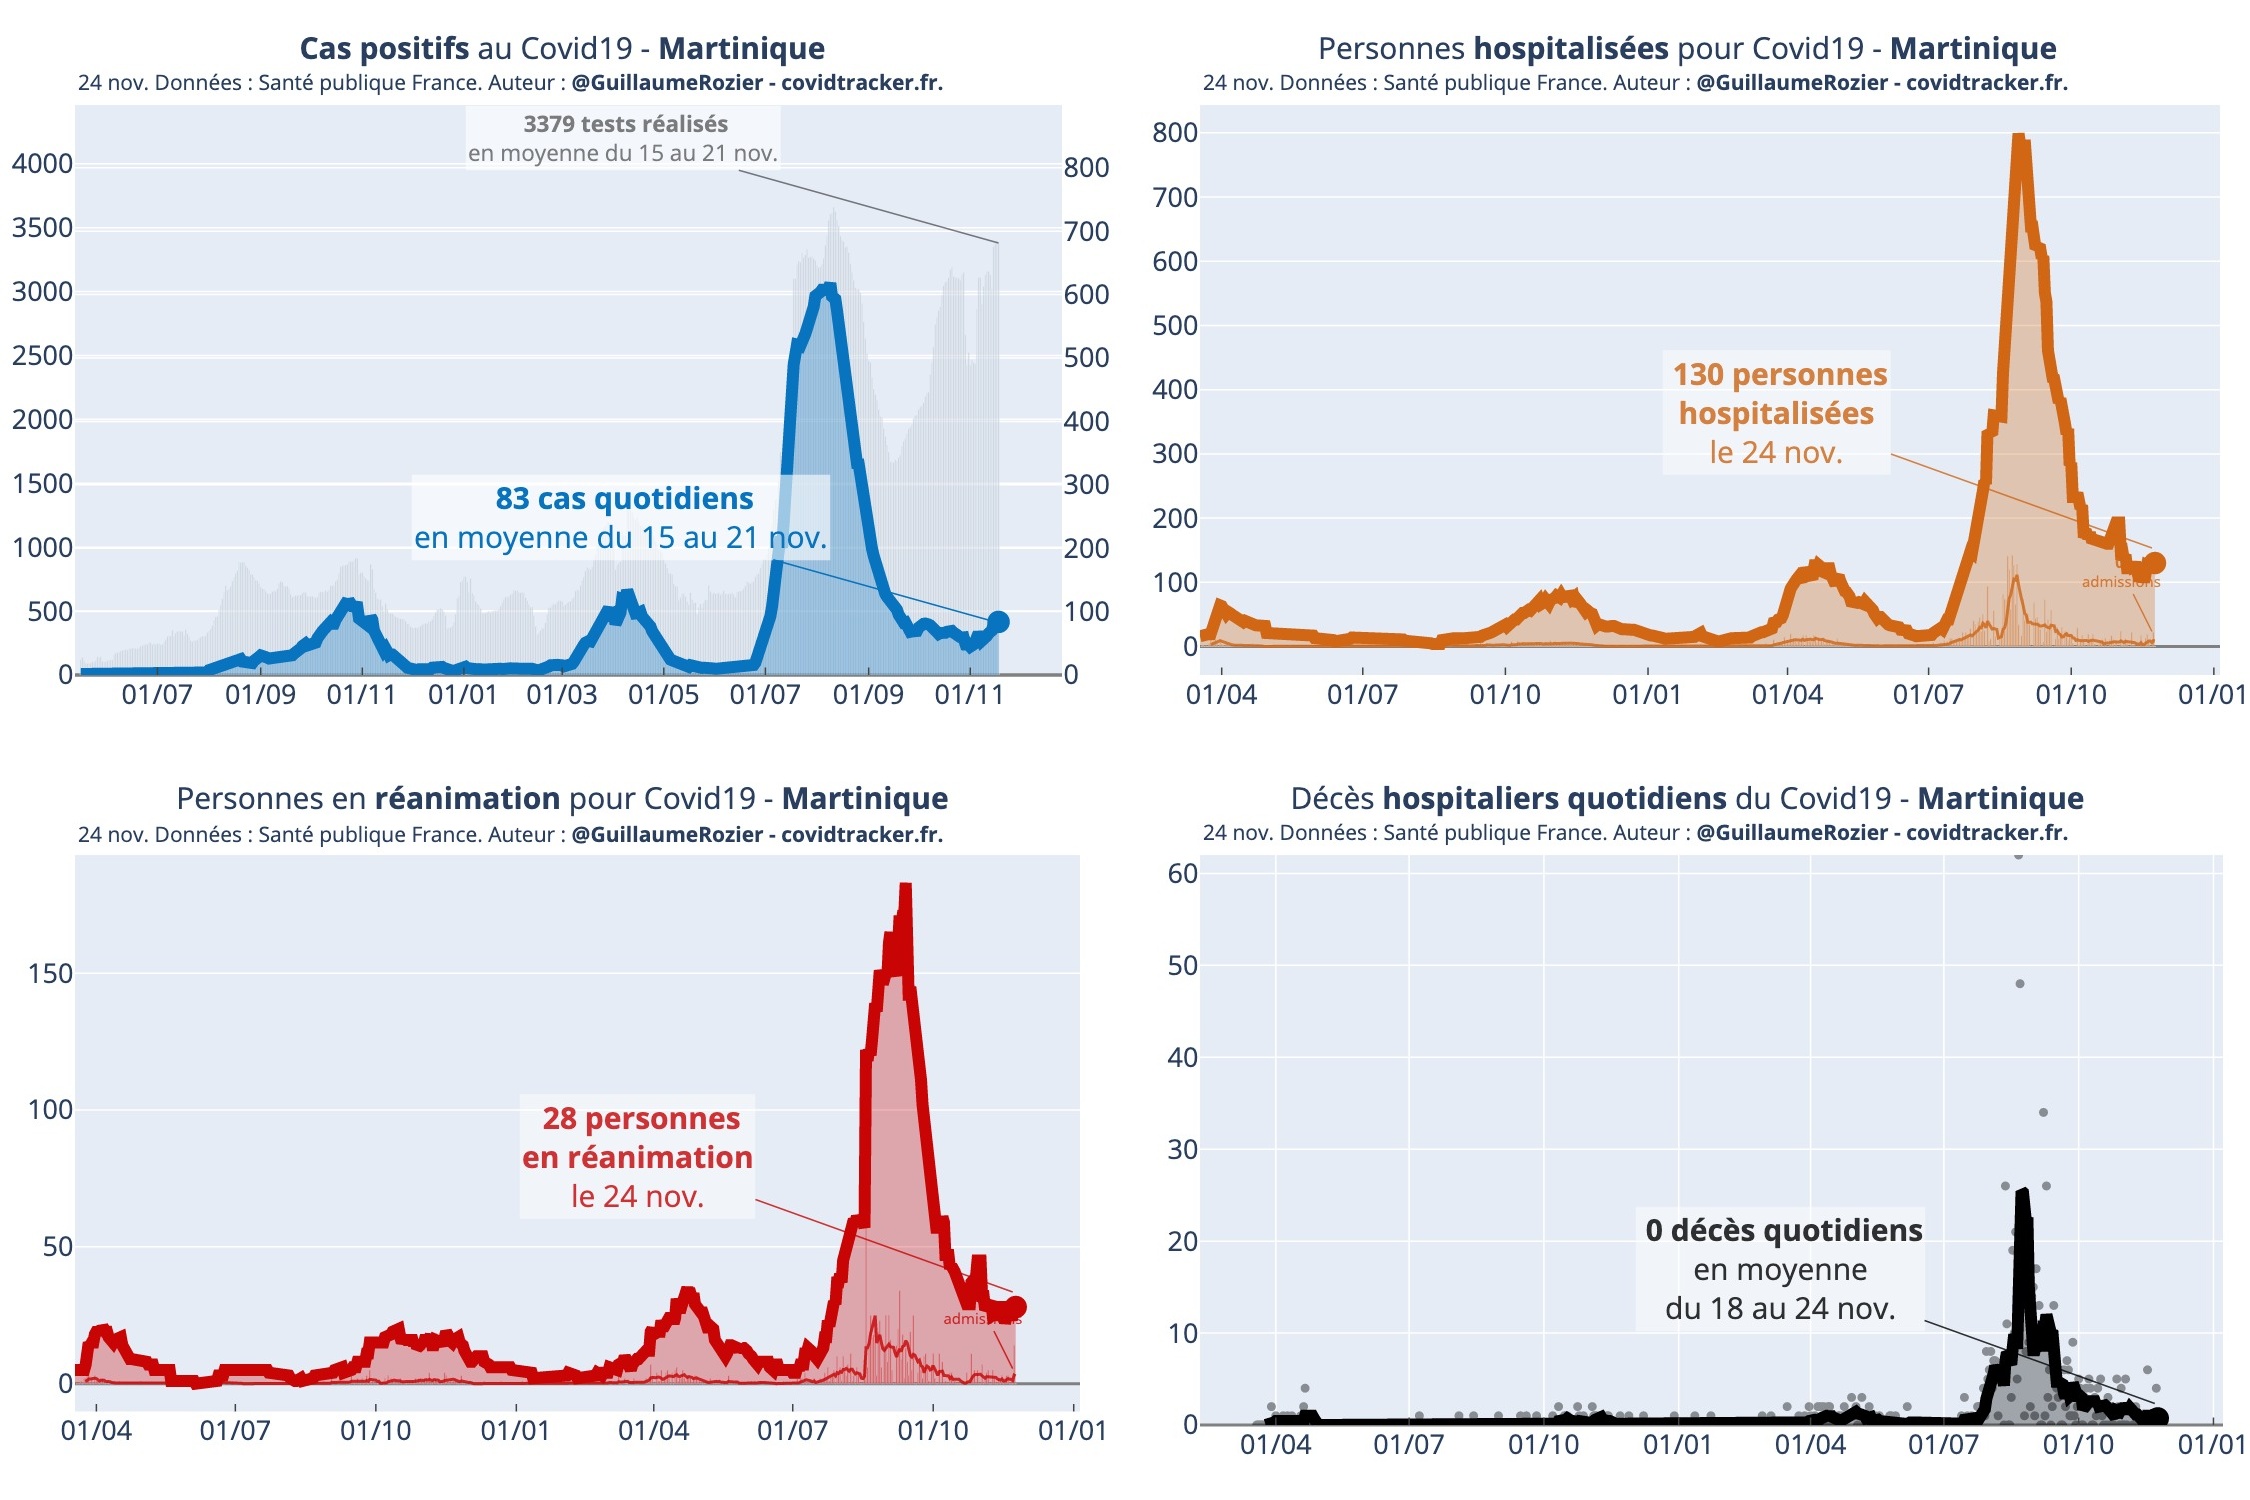 Cas positifs au Covid19 - Martinique
24 nov. Données : Santé publique France. Auteur : @GuillaumeRozier - covidtracker.fr.
3379 tests réalisés
en moyenne du 15 au 21 nov.
4000
3500
3000
2500
2000
1500
1000
500
0
800
700
600
500
400
300
200
100
0
83 cas quotidiens
en moyenne du 15 au 21 nov.
01/07 01/09 01/11 01/01 01/03 01/05 01/07 01/09 01/11
Personnes hospitalisées pour Covid19 - Martinique
24 nov. Données : Santé publique France. Auteur : @GuillaumeRozier - covidtracker.fr.
800
700
600
500
400
300
200
100
0
130 personnes
hospitalisées
le 24 nov.
admissions
01/04 01/07 01/10 01/01 01/04 01/07 01/10 01/01
Personnes en réanimation pour Covid19 - Martinique
24 nov. Données : Santé publique France. Auteur : @GuillaumeRozier - covidtracker.fr.
150
100
50
0
28 personnes
en réanimation
le 24 nov.
admissions
01/04 01/07 01/10 01/01 01/04 01/07 01/10 01/01
Décès hospitaliers quotidiens du Covid19 - Martinique
24 nov. Données : Santé publique France. Auteur : @GuillaumeRozier - covidtracker.fr.
60
50
40
30
20
10
0
0 décès quotidiens
en moyenne
du 18 au 24 nov.
01/04 01/07 01/10 01/01 01/04 01/07 01/10 01/01